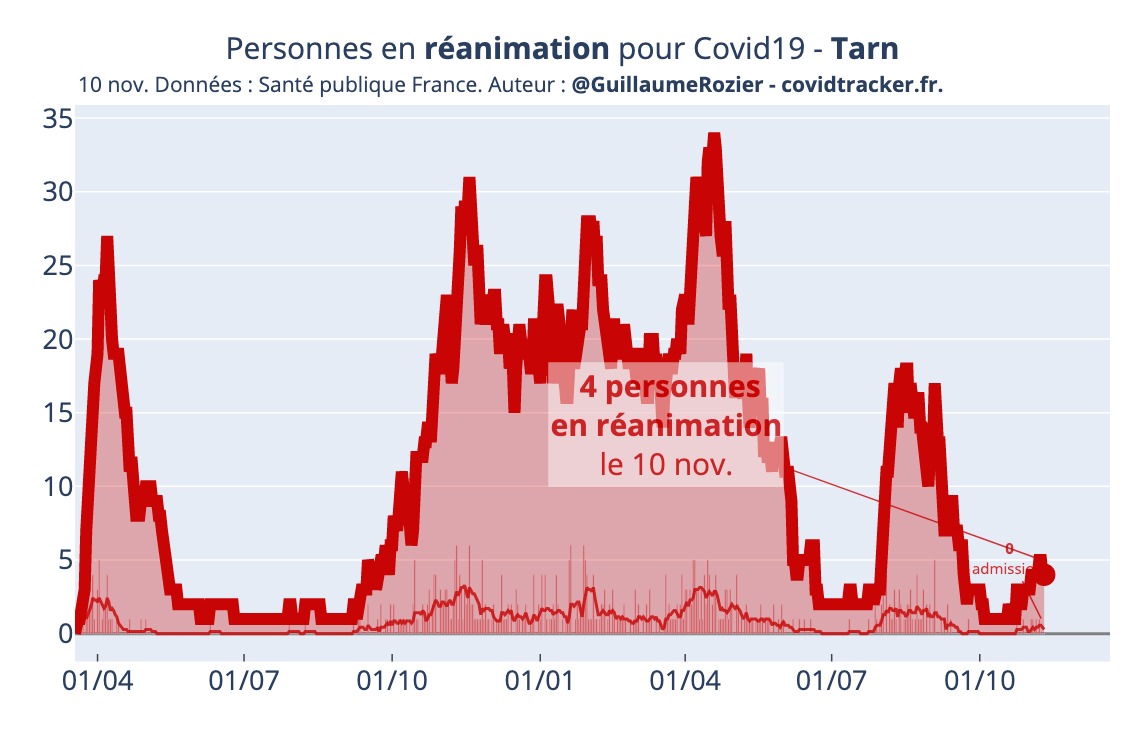 Personnes en réanimation pour Covid19 - Tarn
10 nov. Données : Santé publique France. Auteur : @GuillaumeRozier - covidtracker.fr.
35
30
25
20
15
10
5
0
4 personnes
en réanimation
le 10 nov.
0
admissio
01/04
01/07
01/10
01/01
01/04
01/07
01/10